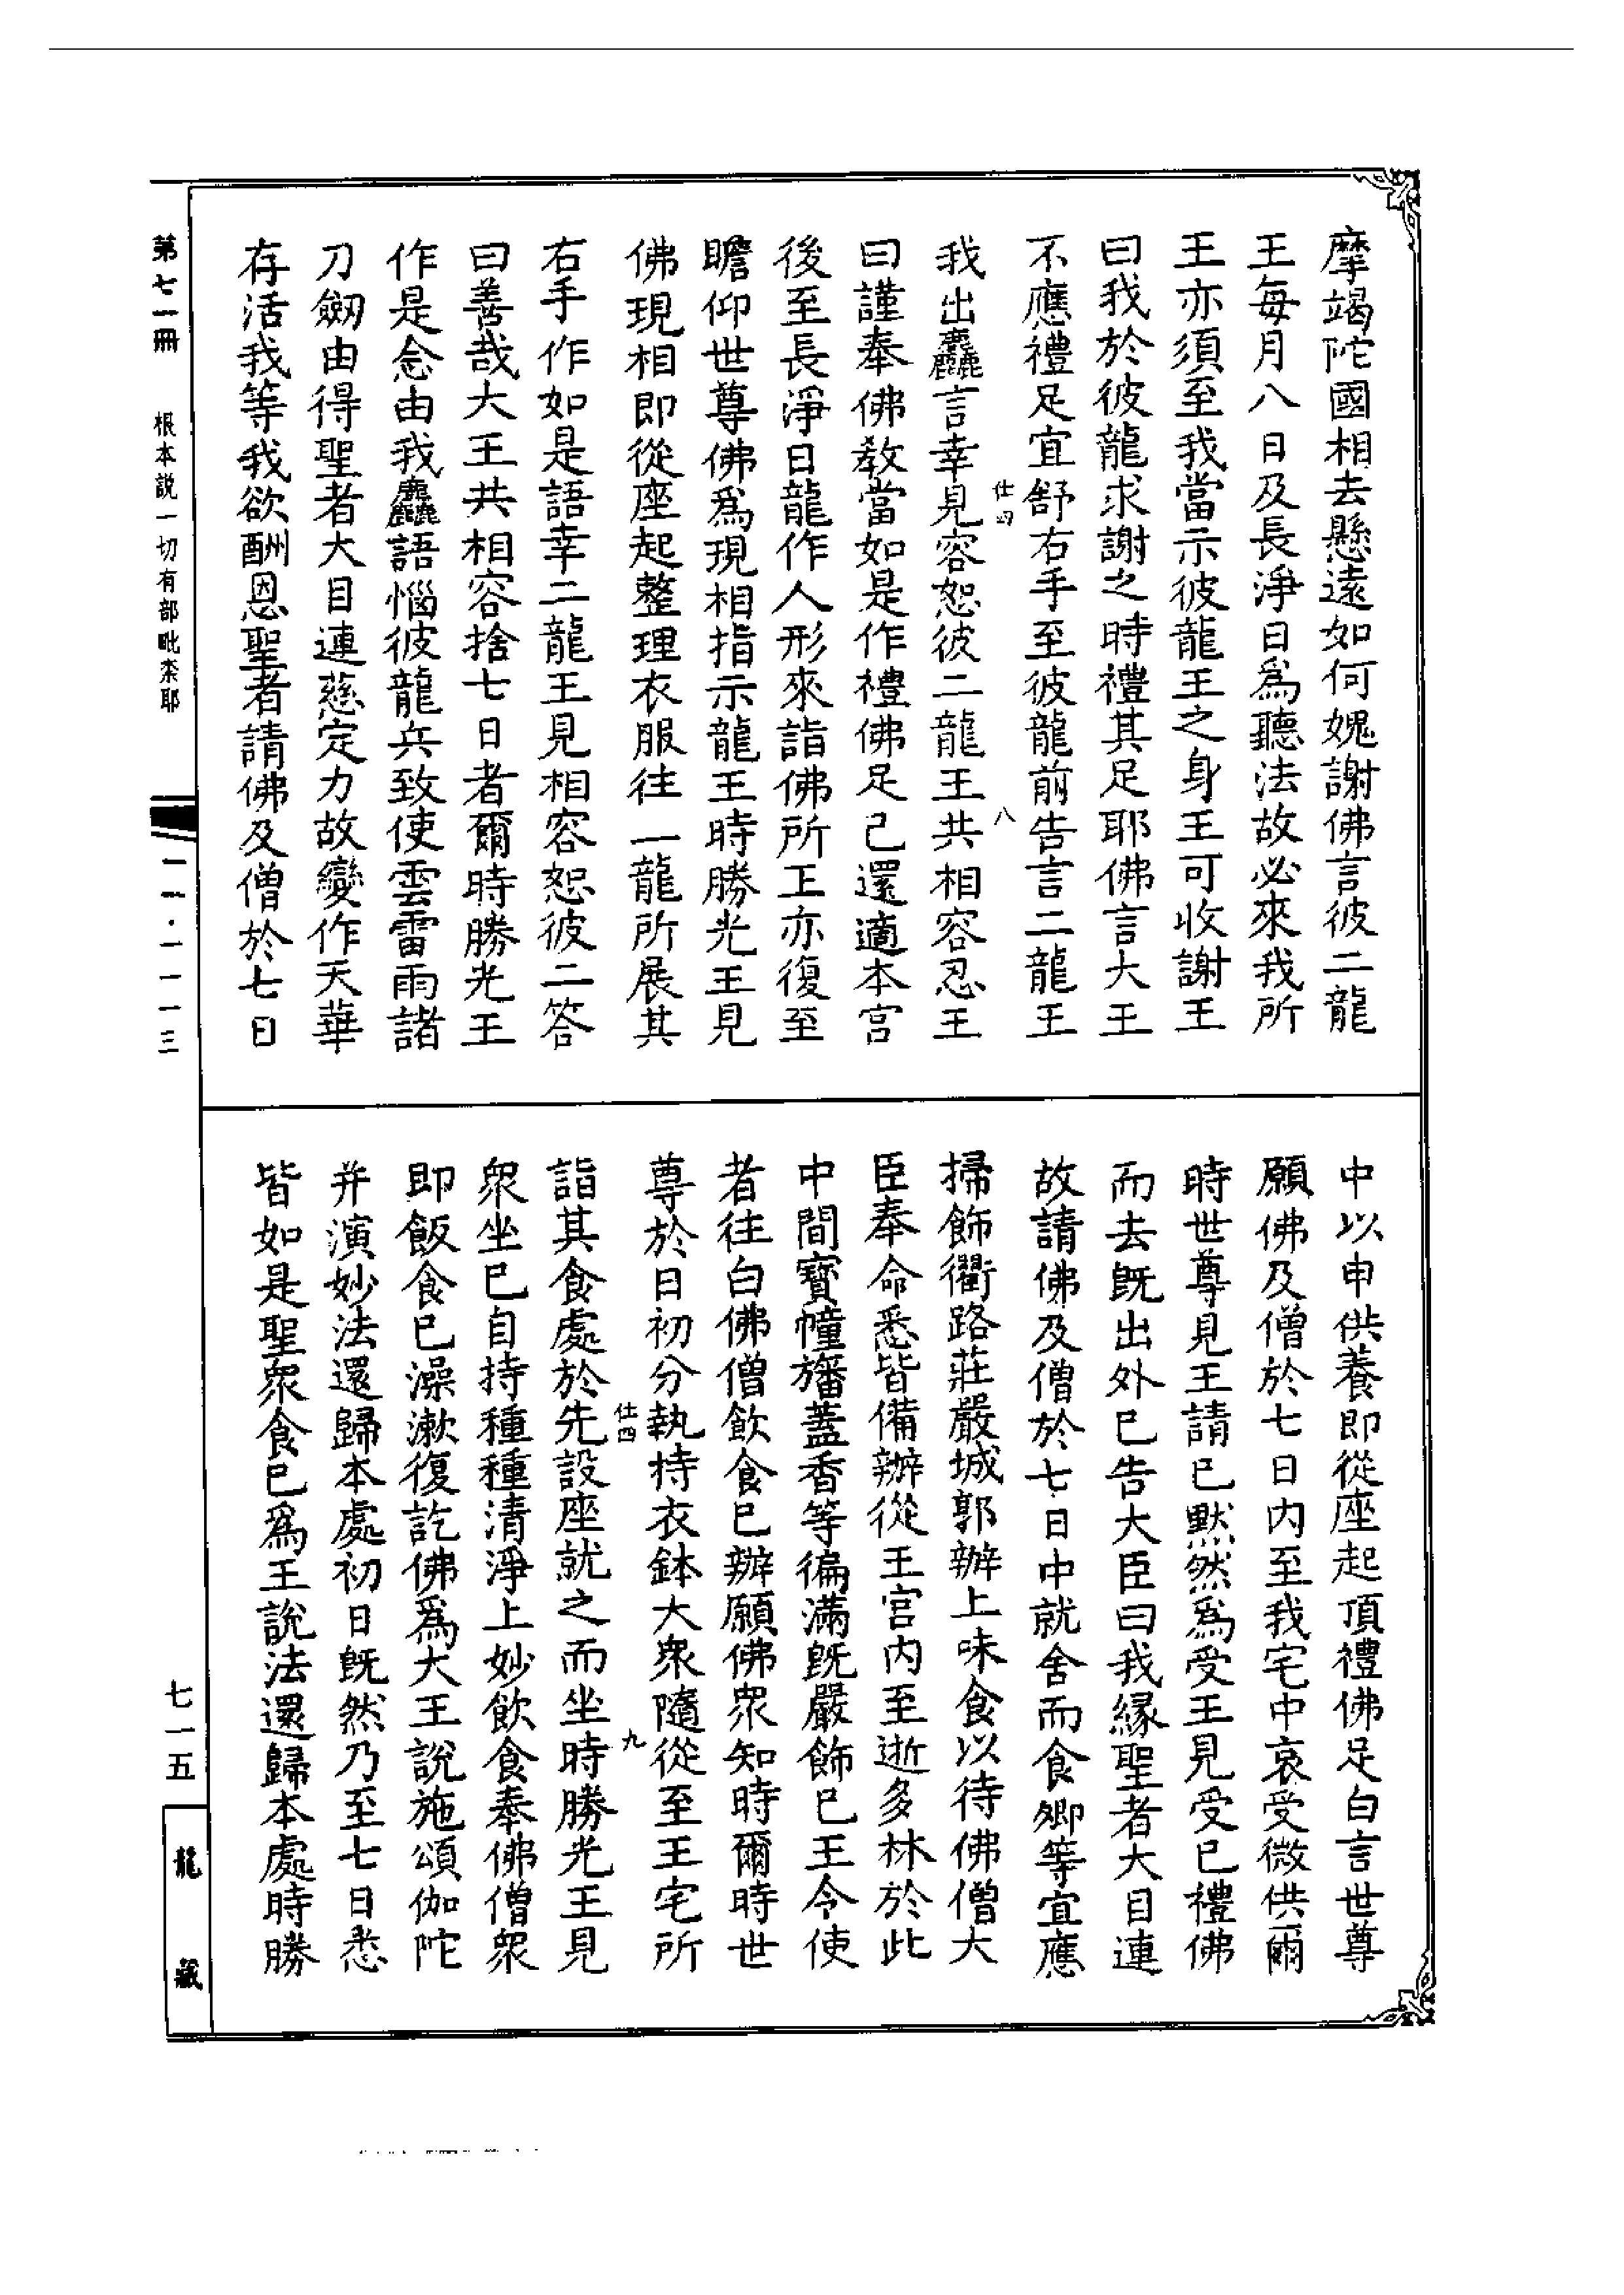 摩竭陀國相去懸遠如何媿謝佛言彼二龍
王每月八日及長淨日爲聽法故必來我所
王亦須至我當示彼龍王之身王可收謝王
曰我於彼龍求謝之時禮其足耶佛言大王
不應禮足宜舒右手至彼龍前告言二龍王
仕四 八
我出麤言幸見容恕彼二龍王共相容忍王
曰謹奉佛教當如是作禮佛足已還適本宮
後至長淨日龍作人形來詣佛所王亦復至
瞻仰世尊佛爲現相指示龍王時勝光王見
佛現相即從座起整理衣服往一龍所展其
右手作如是語幸二龍王見相容恕彼二答
曰善哉大王共相容捨七日者爾時勝光王
作是念由我麤語惱彼龍兵致使雲雷雨諸
刀劒由得聖者大目連慈定力故變作天華
存活我等我欲酬恩聖者請佛及僧於七日
中以申供養即從座起頂禮佛足白言世尊
願佛及僧於七日內至我宅中哀受微供爾
時世尊見王請已默然爲受王見受已禮佛
而去旣出外已告大臣曰我緣聖者大目連
故請佛及僧於七日中就舍而食卿等宜應
掃飾衢路莊嚴城郭辦上味食以待佛僧大
臣奉命悉皆備辦從王宮內至逝多林於此
中間寶幢旛蓋香等徧滿旣嚴飾已王令使
者往白佛僧飲食已辦願佛眾知時爾時世
尊於日初分執持衣鉢大眾隨從至王宅所
仕四 九
詣其食處於先設座就之而坐時勝光王見
眾坐已自持種種清淨上妙飲食奉佛僧眾
即飯食已澡漱復訖佛爲大王說施頌伽陀
并演妙法還歸本處初日旣然乃至七日悉
皆如是聖眾食已爲王說法還歸本處時勝
第七一冊 根本説一切有部毗柰耶
一一·一一一三
七一五
龍藏